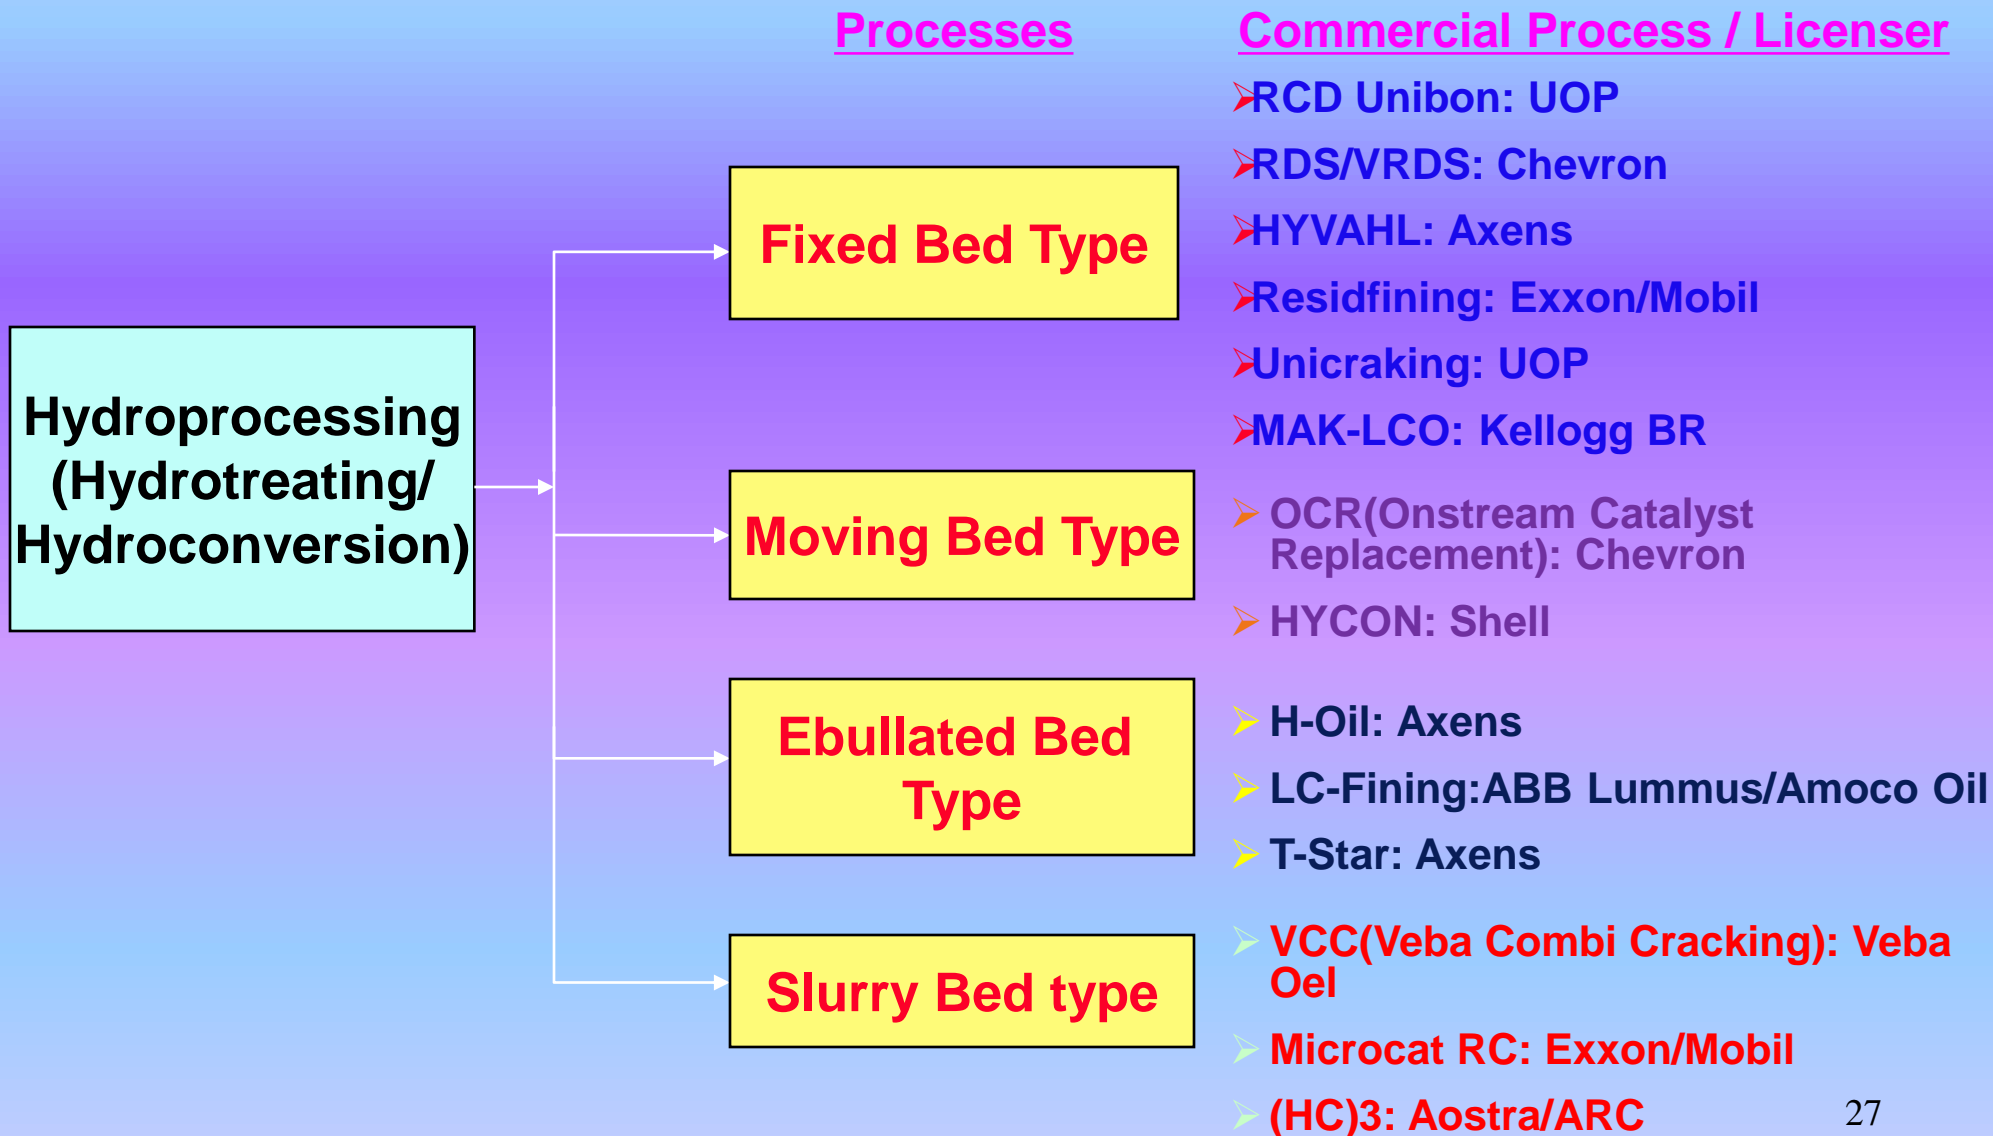 Processes
Commercial Process / Licenser
Hydroprocessing
(Hydrotreating/
Hydroconversion)
Fixed Bed Type
➢RCD Unibon: UOP
➢RDS/VRDS: Chevron
➢HYVAHL: Axens
➢Residfining: Exxon/Mobil
➢Unicraking: UOP
➢MAK-LCO: Kellogg BR
Moving Bed Type
➢ OCR(Onstream Catalyst
Replacement): Chevron
➢ HYCON: Shell
Ebullated Bed
Type
➢ H-Oil: Axens
➢ LC-Fining:ABB Lummus/Amoco Oil
➢ T-Star: Axens
Slurry Bed type
➢ VCC(Veba Combi Cracking): Veba
Oel
➢ Microcat RC: Exxon/Mobil
➢ (HC)3: Aostra/ARC
27